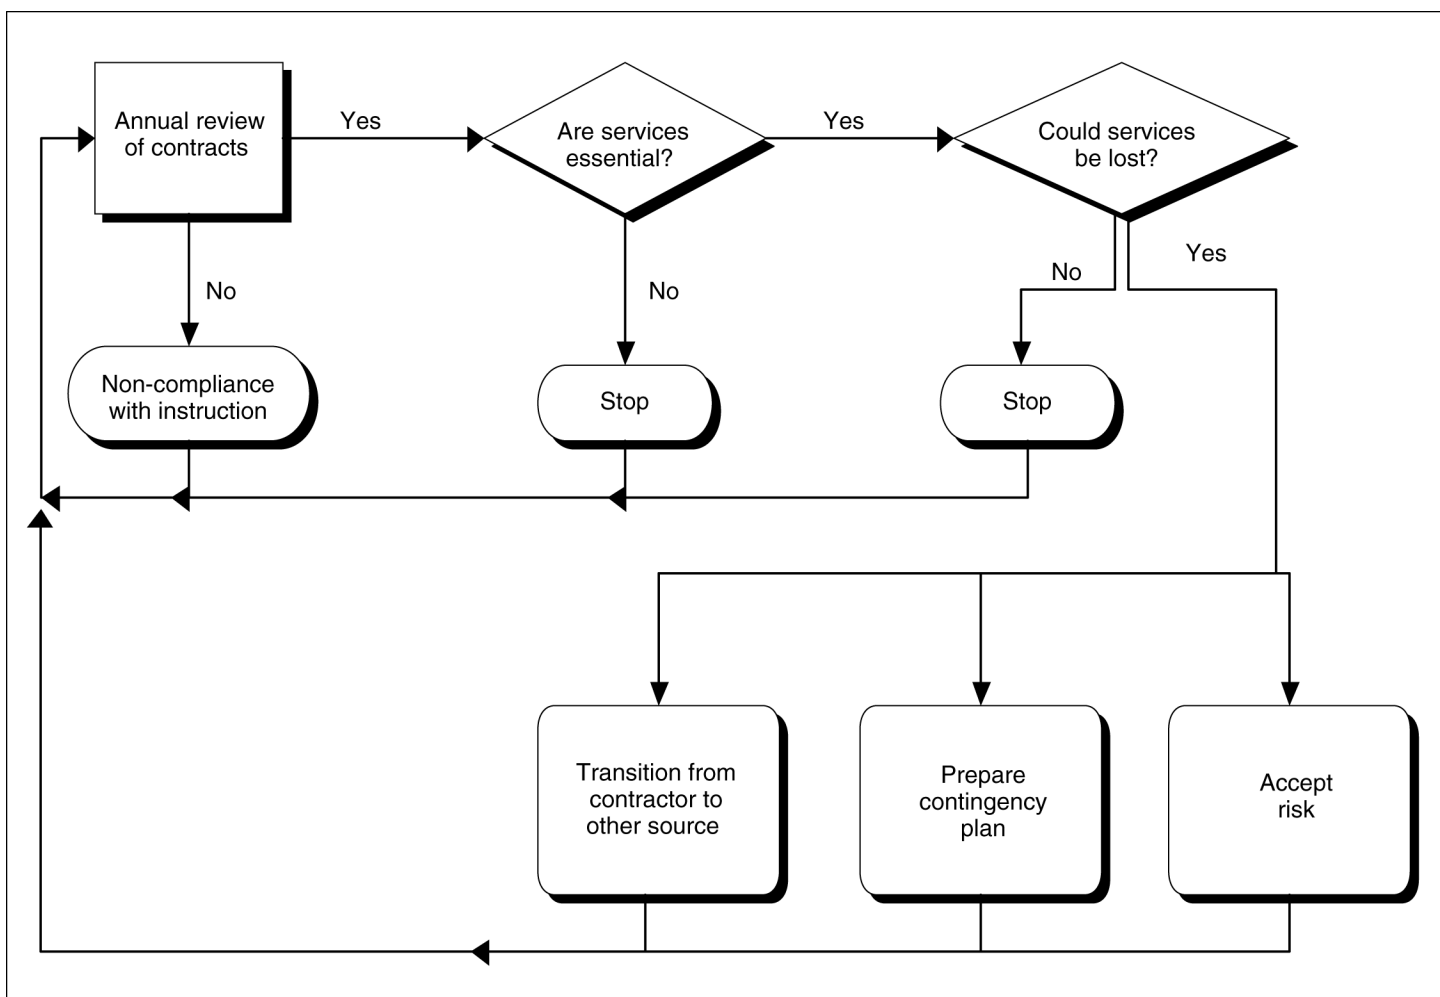 Annual review
of contracts
Yes
Are services
essential?
Yes
Could services
be lost?
No
No
No
Yes
Non-compliance
with instruction
Stop
Stop
Transition from
contractor to
other source
Prepare
contingency
plan
Accept
risk